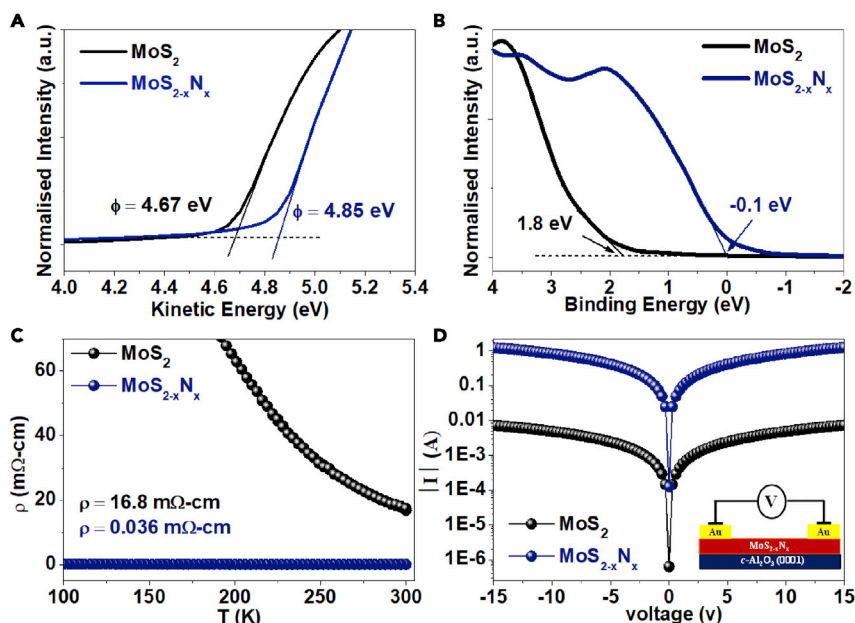 A
MoS2
MoS2-xNx
ϕ = 4.67 eV
ϕ = 4.85 eV
Normalised Intensity (a.u.)
4.0 4.2 4.4 4.6 4.8 5.0 5.2 5.4
Kinetic Energy (eV)
B
MoS2
MoS2-xNx
1.8 eV
-0.1 eV
Normalised Intensity (a.u.)
4 3 2 1 0 -1 -2
Binding Energy (eV)
C
MoS2
MoS2-xNx
ρ = 16.8 mΩ-cm
ρ = 0.036 mΩ-cm
ρ (mΩ-cm)
60
40
20
0
100 150 200 250 300
T (K)
D
MoS2
MoS2-xNx
|I| (A)
1
0.1
0.01
1E-3
1E-4
1E-5
1E-6
V
Au Au
MoS2-xNx
c-Al2O3 (0001)
-15 -10 -5 0 5 10 15
voltage (v)